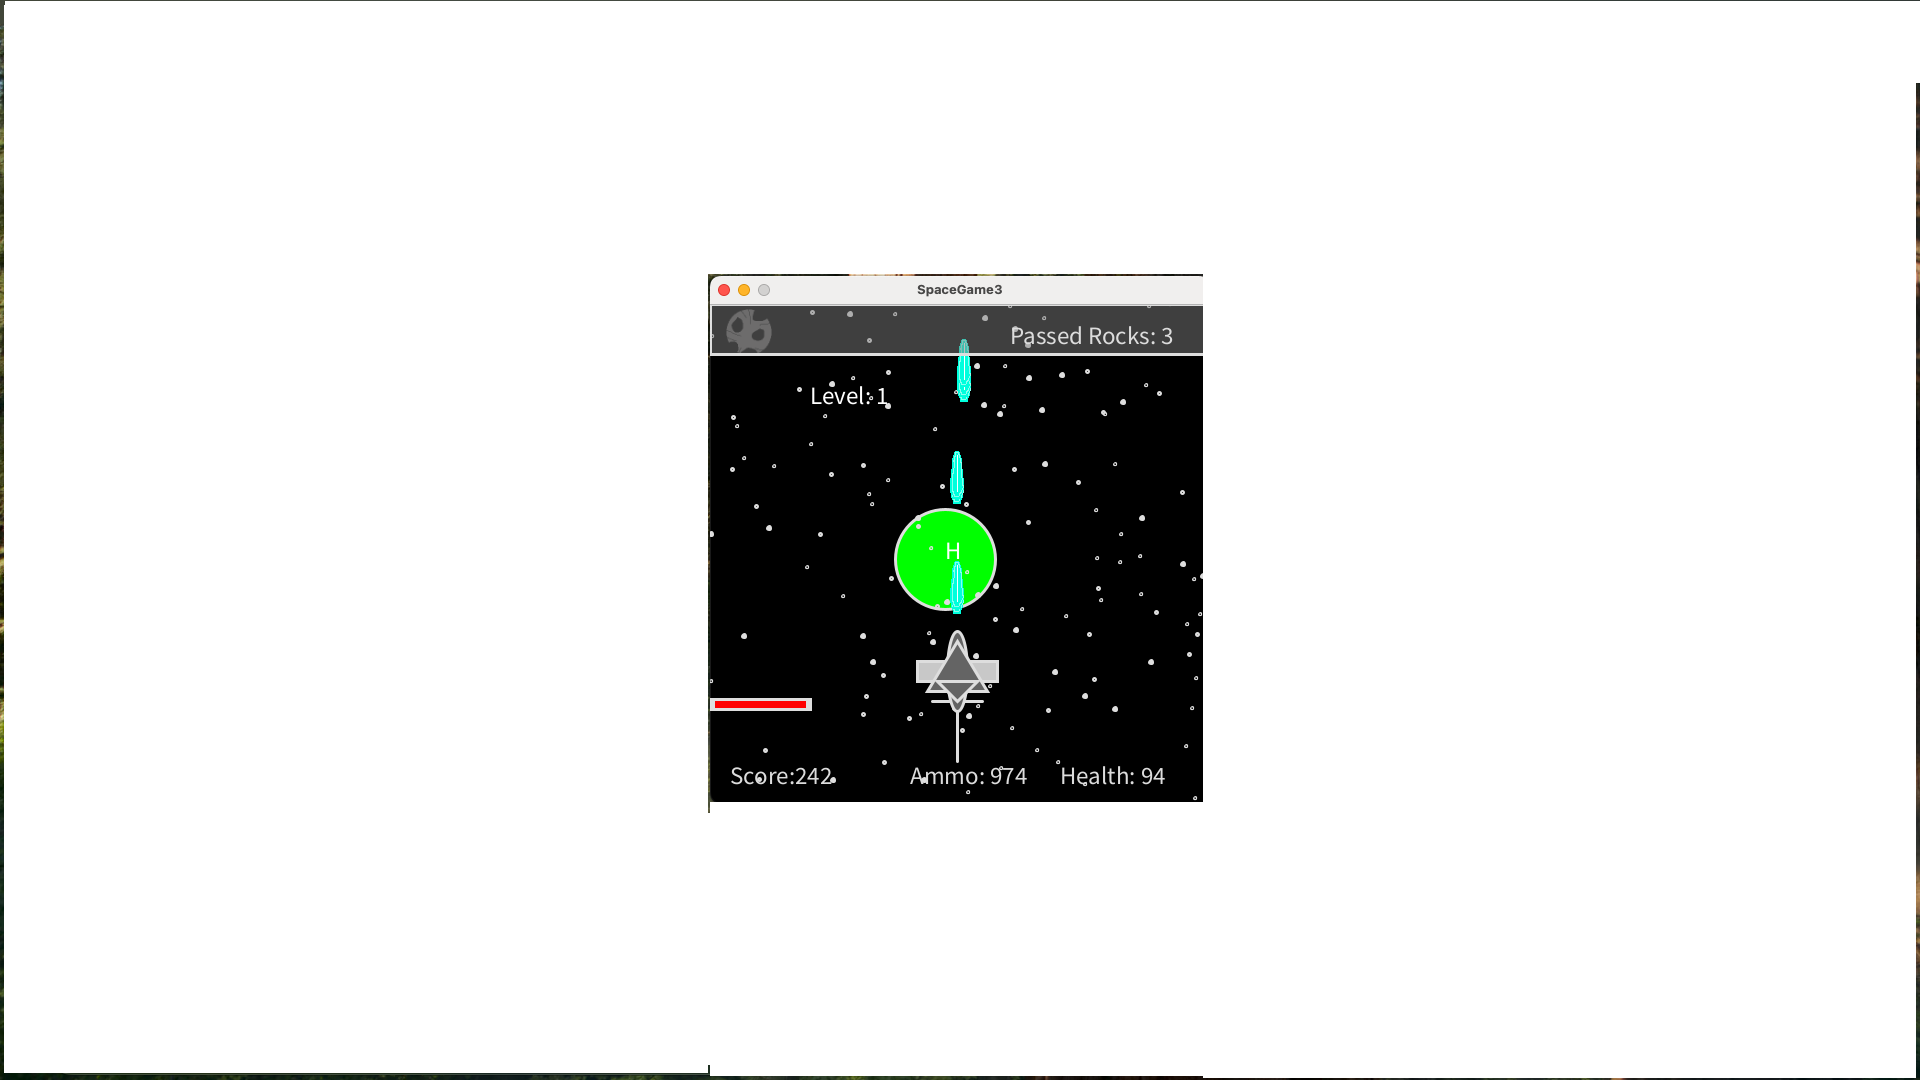 SpaceGame3
Passed Rocks: 3
Level: 1
H
Score:242
Ammo: 974
Health: 94